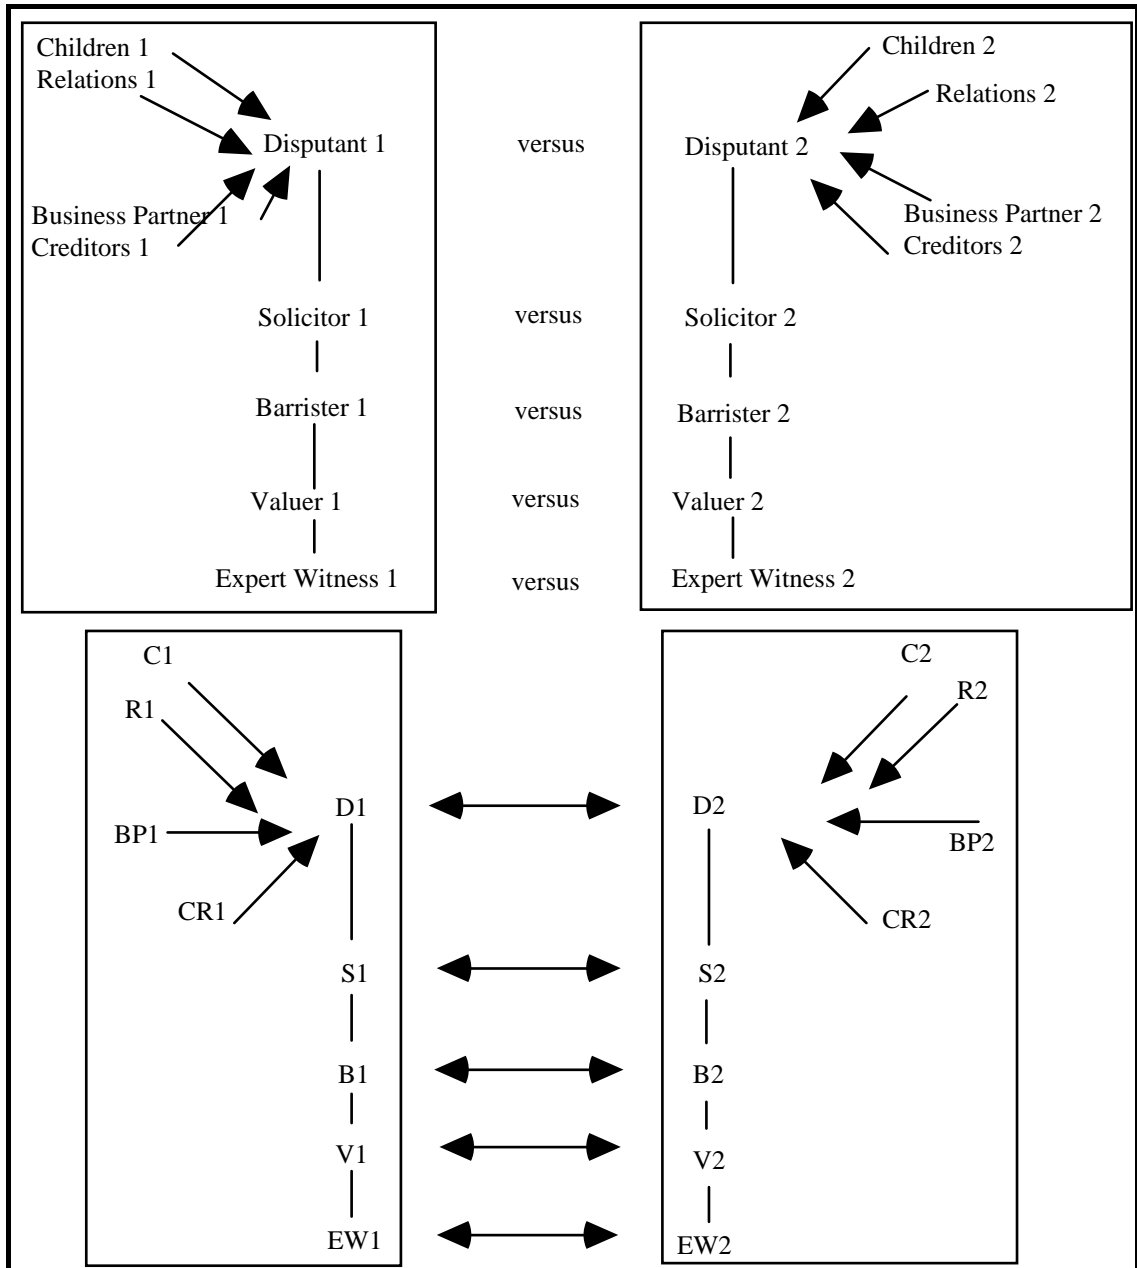 Children 1
Relations 1
Children 2
Relations 2
Disputant 1 versus Disputant 2
Business Partner 1
Creditors 1
Business Partner 2
Creditors 2
Solicitor 1 versus Solicitor 2
Barrister 1 versus Barrister 2
Valuer 1 versus Valuer 2
Expert Witness 1 versus Expert Witness 2
C1
C2
R1
R2
D1
D2
BP1
BP2
CR1
CR2
S1
S2
B1
B2
V1
V2
EW1
EW2